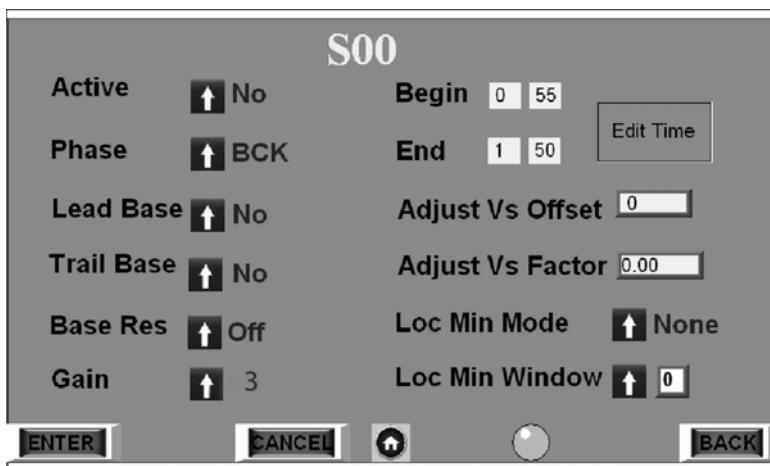 S00
Active No
Phase BCK
Lead Base No
Trail Base No
Base Res Off
Gain 3
Begin 0 55
End 1 50
Edit Time
Adjust Vs Offset 0
Adjust Vs Factor 0.00
Loc Min Mode None
Loc Min Window 0
ENTER CANCEL BACK